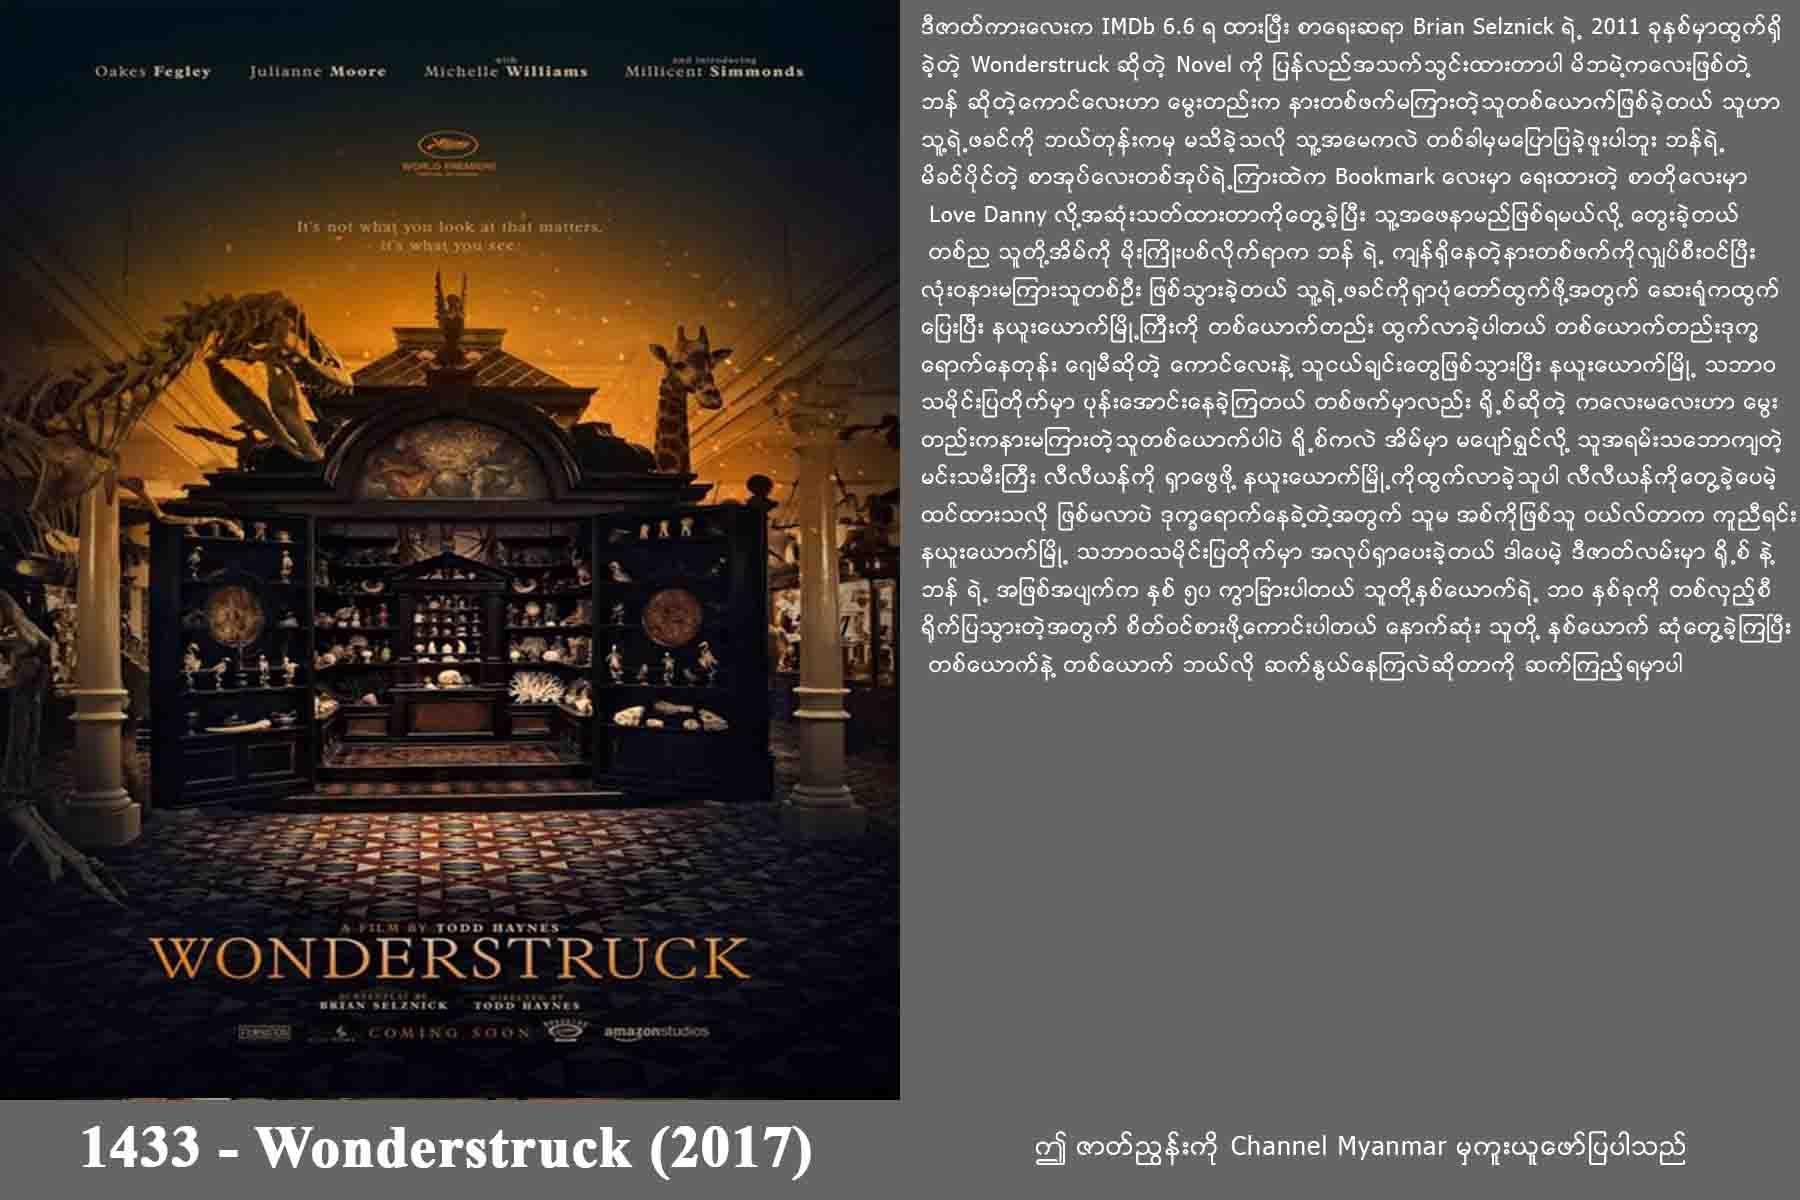 Oakes Fegley
Julianne Moore
with
Michelle Williams
and introducing
Millicent Simmonds
WORLD PREMIERE
It's not what you look at that matters,
it's what you see.
A FILM BY TODD HAYNES
WONDERSTRUCK
SCREENPLAY BY
BRIAN SELZNICK
DIRECTED BY
TODD HAYNES
COMING SOON
amazonstudios
1433 - Wonderstruck (2017)
ဒီဇာတ်ကားလေးက IMDb 6.6 ရ ထားပြီး စာရေးဆရာ Brian Selznick ရဲ့ 2011 ခုနှစ်မှာထွက်ရှိ
ခဲ့တဲ့ Wonderstruck ဆိုတဲ့ Novel ကို ပြန်လည်အသက်သွင်းထားတာပါ မိဘမဲ့ကလေးဖြစ်တဲ့
ဘန် ဆိုတဲ့ကောင်လေးဟာ မွေးတည်းက နားတစ်ဖက်မကြားတဲ့သူတစ်ယောက်ဖြစ်ခဲ့တယ် သူဟာ
သူ့ရဲ့ဖခင်ကို ဘယ်တုန်းကမှ မသိခဲ့သလို သူ့အမေကလဲ တစ်ခါမှမပြောပြခဲ့ဖူးပါဘူး ဘန်ရဲ့
မိခင်ပိုင်တဲ့ စာအုပ်လေးတစ်အုပ်ရဲ့ကြားထဲက Bookmark လေးမှာ ရေးထားတဲ့ စာတိုလေးမှာ
Love Danny လို့အဆုံးသတ်ထားတာကိုတွေ့ခဲ့ပြီး သူ့အဖေနာမည်ဖြစ်ရမယ်လို့ တွေးခဲ့တယ်
တစ်ည သူတို့အိမ်ကို မိုးကြိုးပစ်လိုက်ရာက ဘန် ရဲ့ ကျန်ရှိနေတဲ့နားတစ်ဖက်ကိုလျှပ်စီးဝင်ပြီး
လုံးဝနားမကြားသူတစ်ဦး ဖြစ်သွားခဲ့တယ် သူ့ရဲ့ဖခင်ကိုရှာပုံတော်ထွက်ဖို့အတွက် ဆေးရုံကထွက်
ပြေးပြီး နယူးယောက်မြို့ကြီးကို တစ်ယောက်တည်း ထွက်လာခဲ့ပါတယ် တစ်ယောက်တည်းဒုက္ခ
ရောက်နေတုန်း ဂျေမီဆိုတဲ့ ကောင်လေးနဲ့ သူငယ်ချင်းတွေဖြစ်သွားပြီး နယူးယောက်မြို့ သဘာဝ
သမိုင်းပြတိုက်မှာ ပုန်းအောင်းနေခဲ့ကြတယ် တစ်ဖက်မှာလည်း ရို့စ်ဆိုတဲ့ ကလေးမလေးဟာ မွေး
တည်းကနားမကြားတဲ့သူတစ်ယောက်ပါပဲ ရို့စ်ကလဲ အိမ်မှာ မပျော်ရွှင်လို့ သူအရမ်းသဘောကျတဲ့
မင်းသမီးကြီး လီလီယန်ကို ရှာဖွေဖို့ နယူးယောက်မြို့ကိုထွက်လာခဲ့သူပါ လီလီယန်ကိုတွေ့ခဲ့ပေမဲ့
ထင်ထားသလို ဖြစ်မလာပဲ ဒုက္ခရောက်နေခဲ့တဲ့အတွက် သူမ အစ်ကိုဖြစ်သူ ဝယ်လ်တာက ကူညီရင်း
နယူးယောက်မြို့ သဘာဝသမိုင်းပြတိုက်မှာ အလုပ်ရှာပေးခဲ့တယ် ဒါပေမဲ့ ဒီဇာတ်လမ်းမှာ ရို့စ် နဲ့
ဘန် ရဲ့ အဖြစ်အပျက်က နှစ် ၅၀ ကွာခြားပါတယ် သူတို့နှစ်ယောက်ရဲ့ ဘဝ နှစ်ခုကို တစ်လှည့်စီ
ရိုက်ပြသွားတဲ့အတွက် စိတ်ဝင်စားဖို့ကောင်းပါတယ် နောက်ဆုံး သူတို့ နှစ်ယောက် ဆုံတွေ့ခဲ့ကြပြီး
တစ်ယောက်နဲ့ တစ်ယောက် ဘယ်လို ဆက်နွယ်နေကြလဲဆိုတာကို ဆက်ကြည့်ရမှာပါ
ဤ ဇာတ်ညွှန်းကို Channel Myanmar မှကူးယူဖော်ပြပါသည်